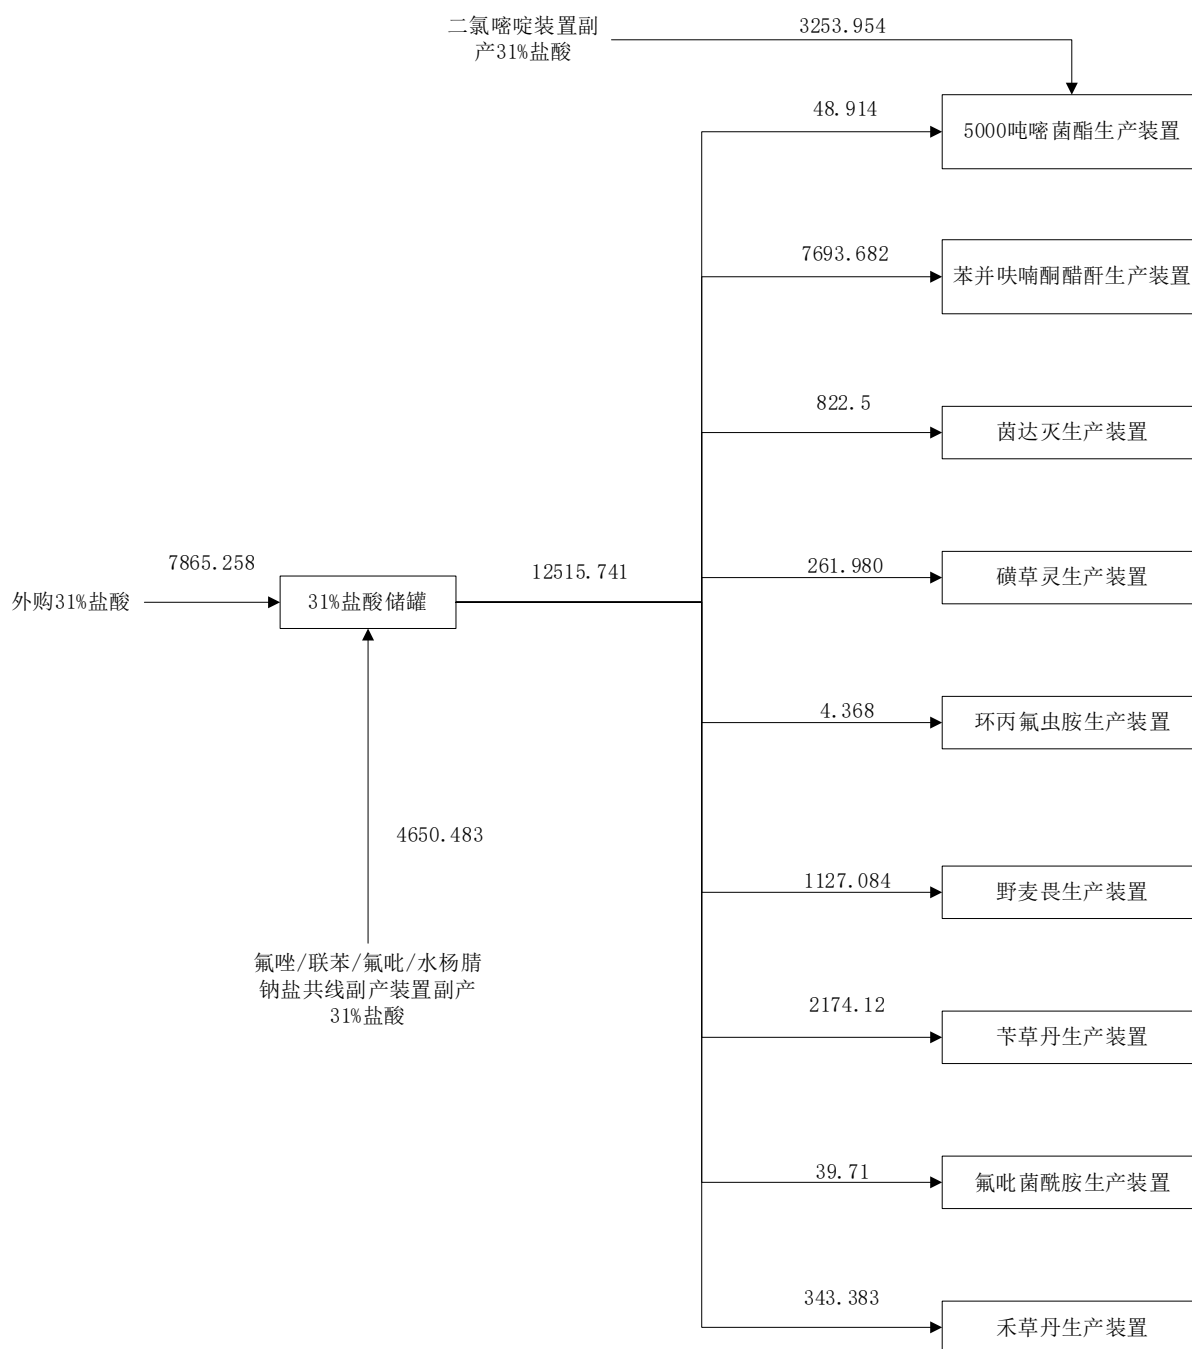 二氯嘧啶装置副
产31%盐酸
3253.954
48.914
5000吨嘧菌酯生产装置
7693.682
苯并呋喃酮醋酐生产装置
822.5
茵达灭生产装置
7865.258
12515.741
261.980
外购31%盐酸
31%盐酸储罐
磺草灵生产装置
4.368
环丙氟虫胺生产装置
4650.483
1127.084
野麦畏生产装置
氟唑/联苯/氟吡/水杨腈
钠盐共线副产装置副产
31%盐酸
2174.12
苄草丹生产装置
39.71
氟吡菌酰胺生产装置
343.383
禾草丹生产装置